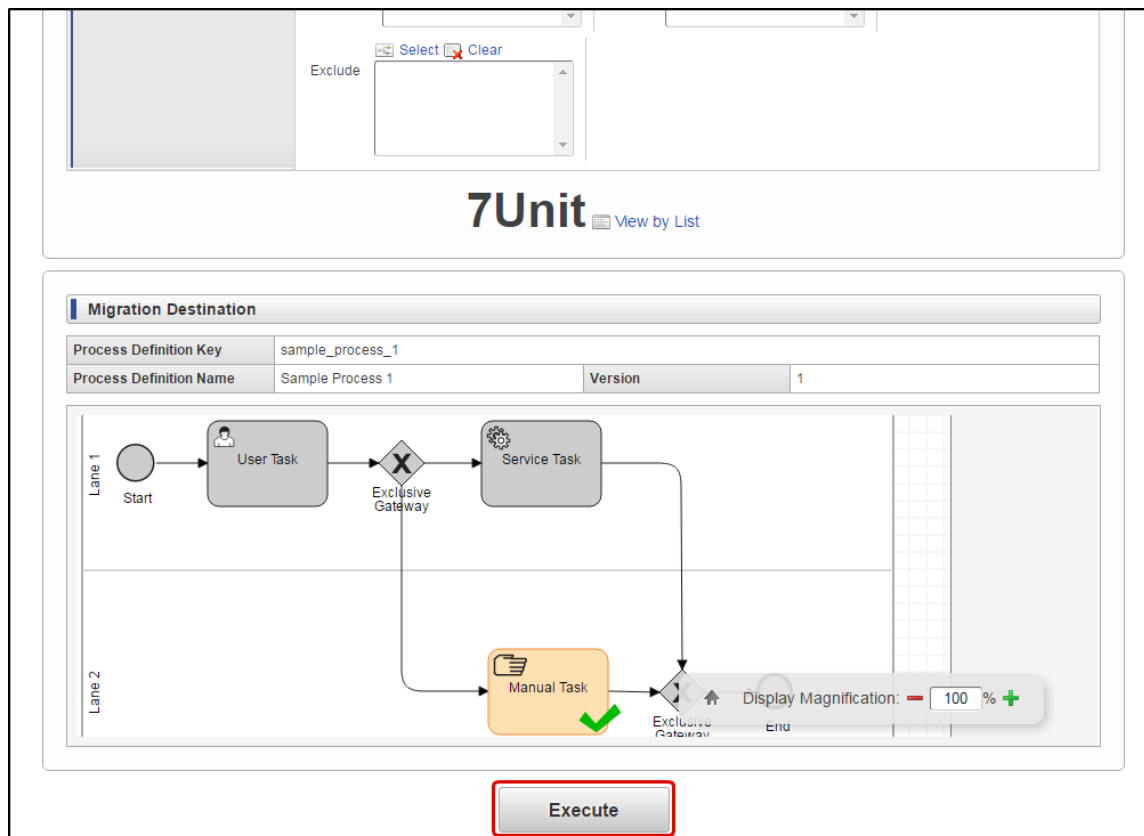 Select Clear
Exclude
7Unit View by List
Migration Destination
Process Definition Key sample_process_1
Process Definition Name Sample Process 1 Version 1
Lane 1
Start
User Task
Exclusive
Gateway
Service Task
Lane 2
Manual Task
Exclusive
Gateway
End
Display Magnification: 100 %
Execute